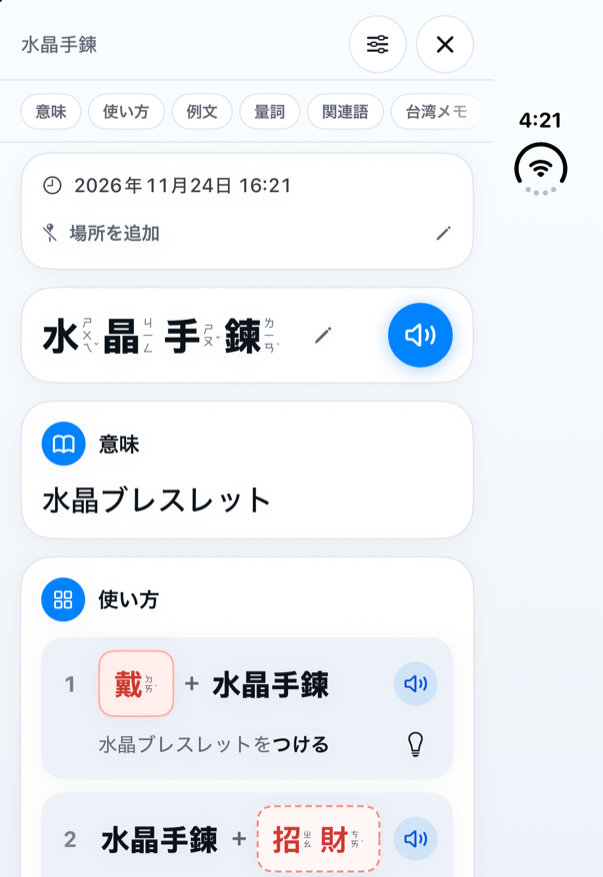 水晶手鍊
意味 使い方 例文 量詞 関連語 台湾メモ
4:21
2026年11月24日 16:21
場所を追加
水ㄕㄨㄟˇ晶ㄐㄧㄥ手ㄕㄡˇ鍊ㄌㄧㄢˋ
意味
水晶ブレスレット
使い方
1 戴ㄉㄞˋ + 水晶手鍊
水晶ブレスレットをつける
2 水晶手鍊 + 招ㄓㄠ財ㄘㄞˊ